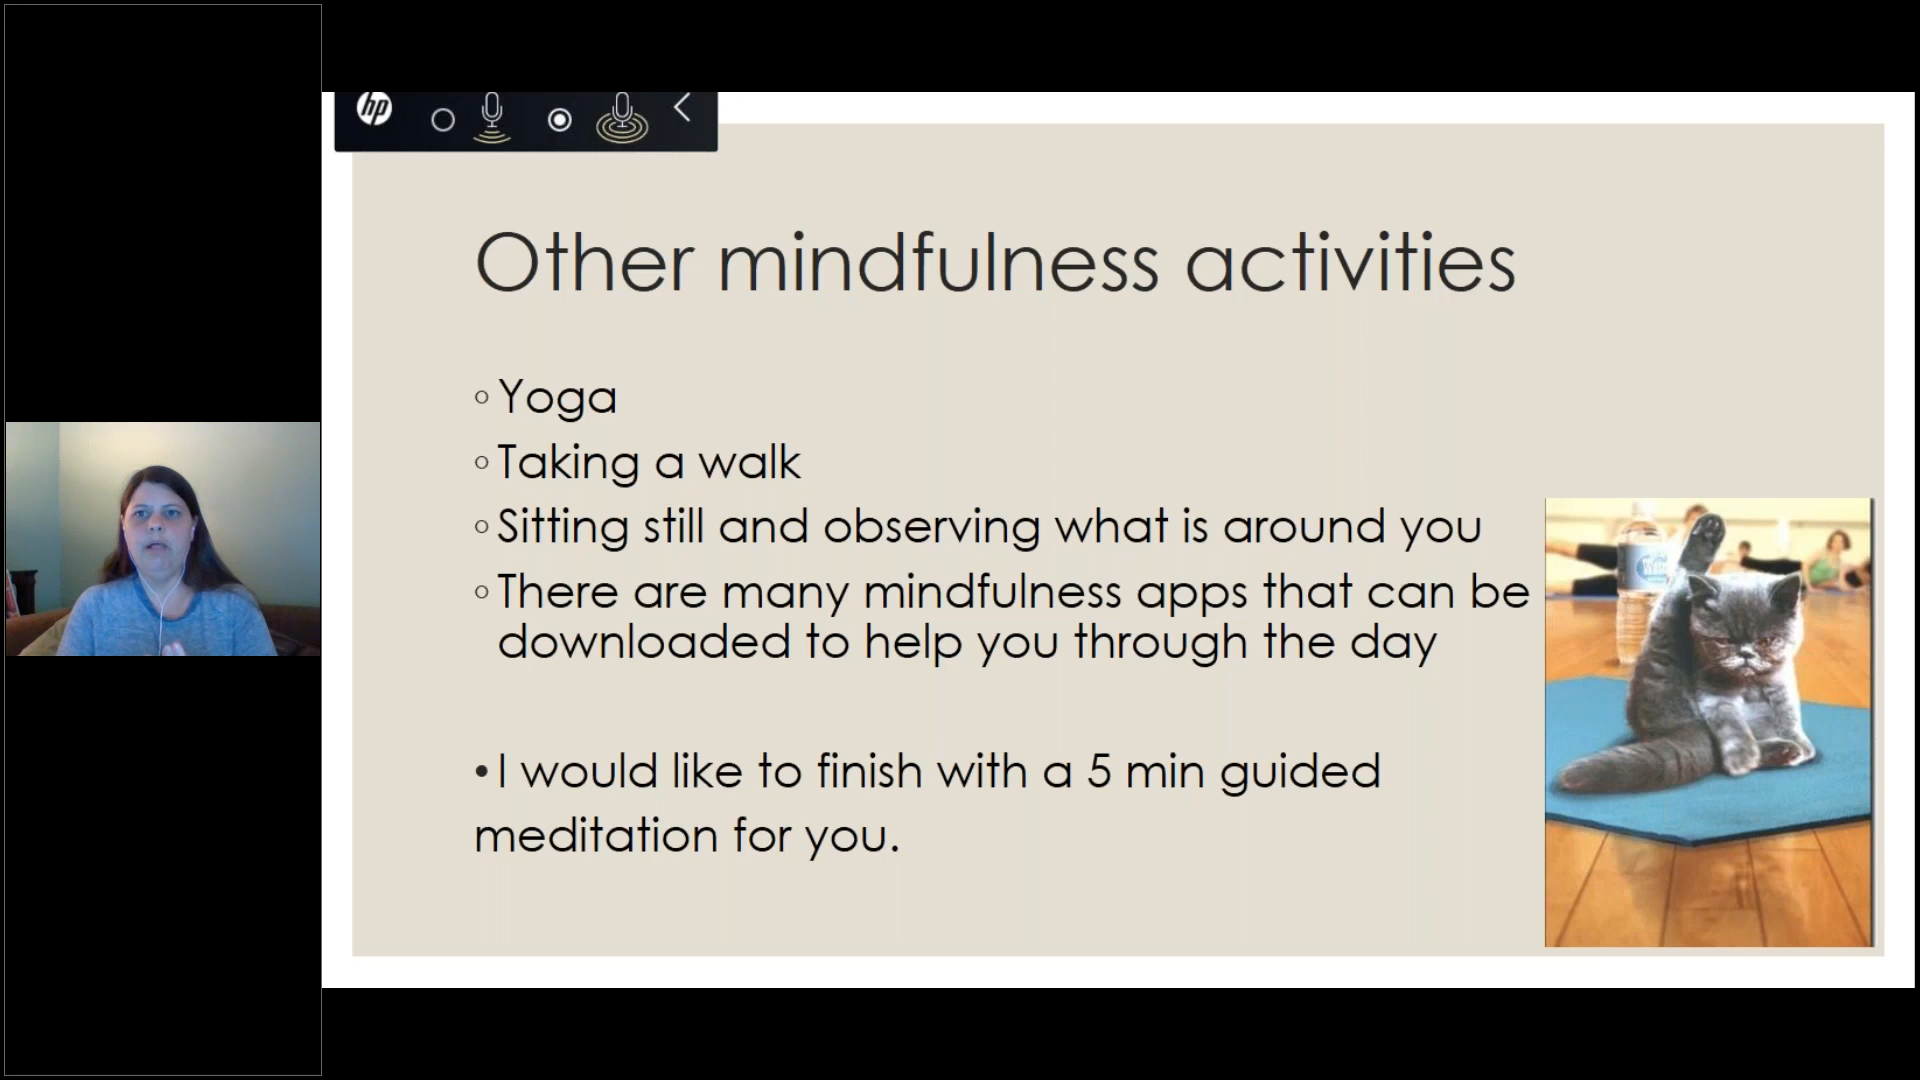 hp
Other mindfulness activities
◦ Yoga
◦ Taking a walk
◦ Sitting still and observing what is around you
◦ There are many mindfulness apps that can be
downloaded to help you through the day
• I would like to finish with a 5 min guided
meditation for you.